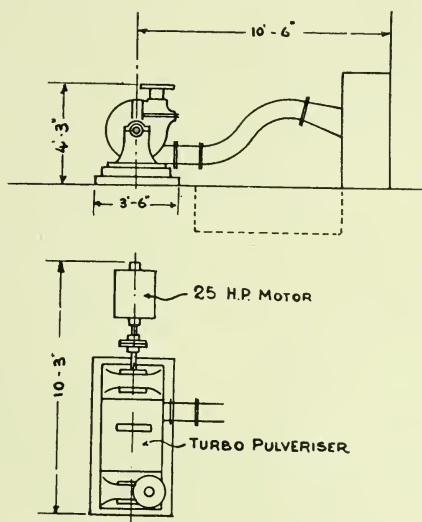 10'-6"
4'-3"
3'-6"
10-3"
25 H.P. MOTOR
TURBO PULVERISER